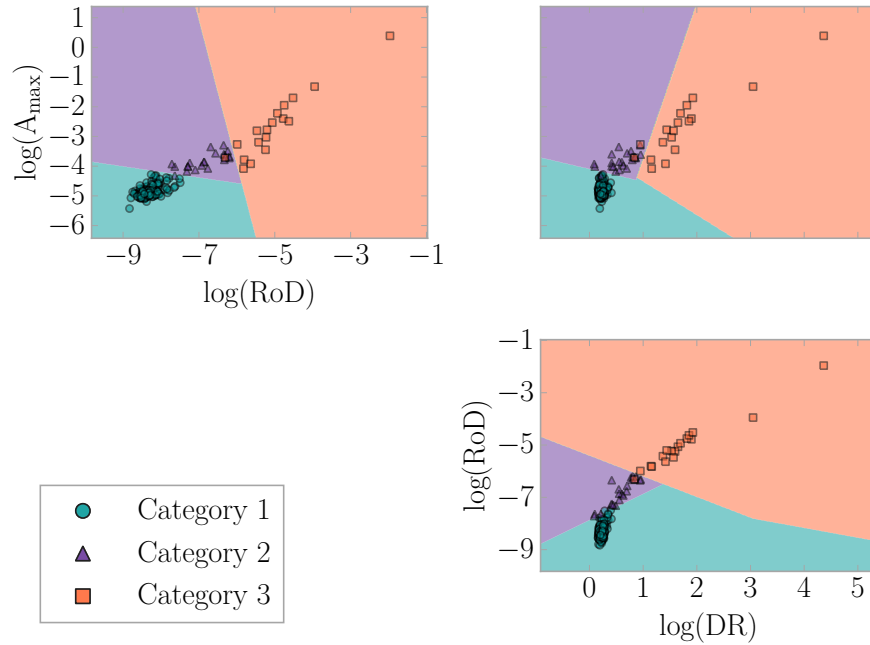 1
0
−1
−2
−3
−4
−5
−6
log(A_max)
−9 −7 −5 −3 −1
log(RoD)
−1
−3
−5
−7
−9
log(RoD)
0 1 2 3 4 5
log(DR)
Category 1
Category 2
Category 3